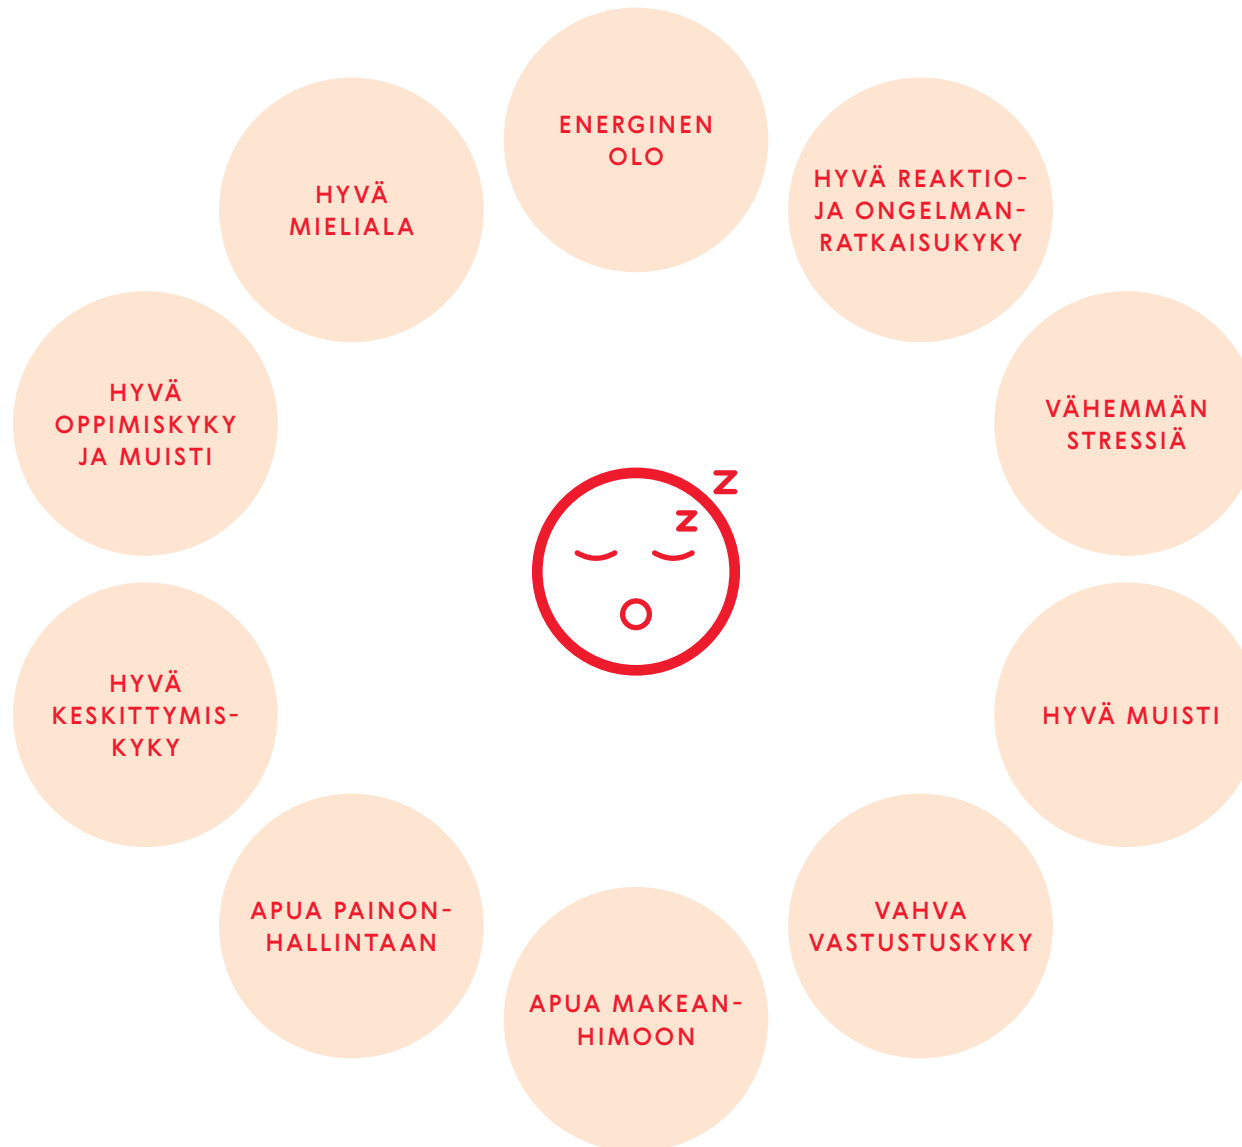 ENERGINEN
OLO
HYVÄ REAKTIO-
JA ONGELMAN-
RATKAISUKYKY
VÄHEMMÄN
STRESSIÄ
HYVÄ MUISTI
VAHVA
VASTUSTUSKYKY
APUA MAKEAN-
HIMOON
APUA PAINON-
HALLINTAAN
HYVÄ
KESKITTYMIS-
KYKY
HYVÄ
OPPIMISKYKY
JA MUISTI
HYVÄ
MIELIALA
Z
Z